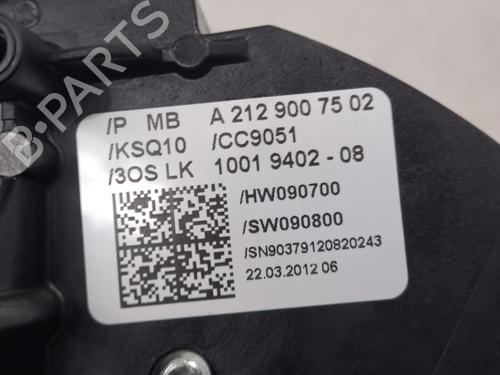 /P MB A 212 900 75 02
/KSQ10 /CC9051
/3OS LK 1001 9402 - 08
/HW090700
/SW090800
/SN90379120820243
22.03.2012 06
B-PARTS
B-PARTS